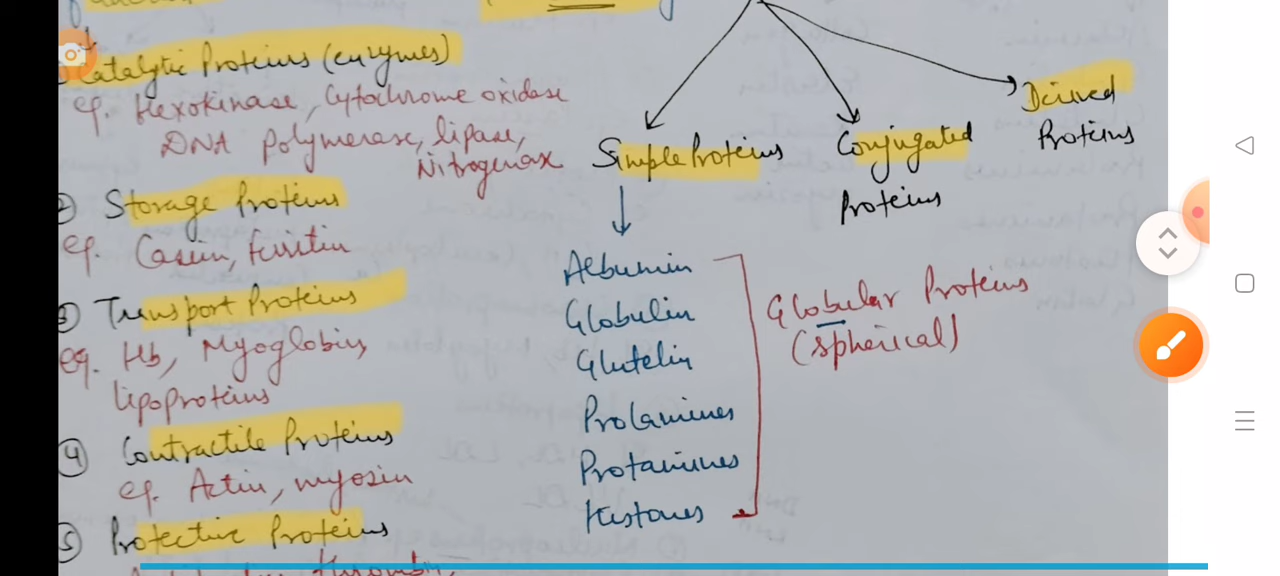 Catalytic Proteins (enzymes)
eg. Hexokinase, Cytochrome oxidase
DNA polymerase, lipase,
Nitrogenase
2) Storage Proteins
eg. Casein, Ferritin
3) Transport Proteins
eg. Hb, Myoglobin,
lipoproteins
4) Contractile Proteins
eg. Actin, myosin
5) Protective Proteins
thrombin,
Simple Proteins
Conjugated
Proteins
Derived
Proteins
Albumin
Globulin
Glutelin
Prolamines
Protamines
Histones
Globular Proteins
(spherical)